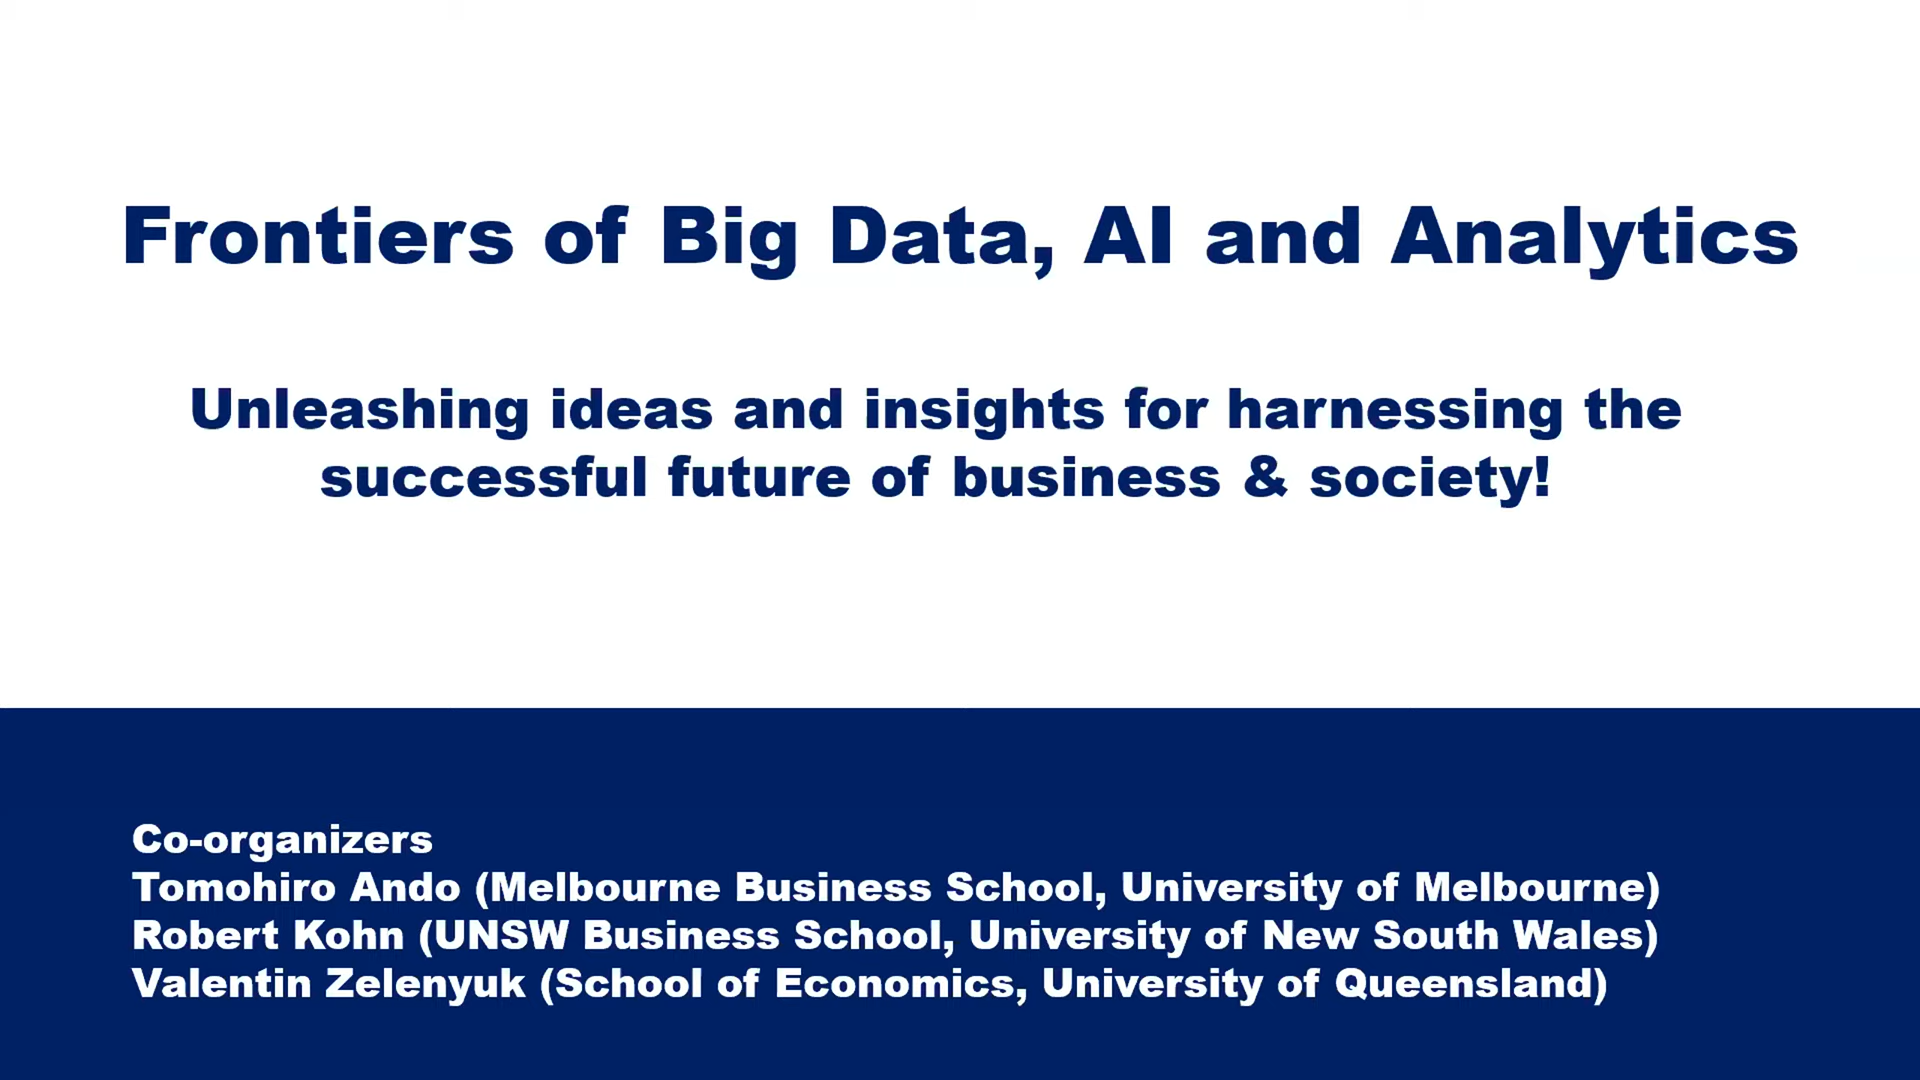 Frontiers of Big Data, AI and Analytics
Unleashing ideas and insights for harnessing the
successful future of business & society!
Co-organizers
Tomohiro Ando (Melbourne Business School, University of Melbourne)
Robert Kohn (UNSW Business School, University of New South Wales)
Valentin Zelenyuk (School of Economics, University of Queensland)